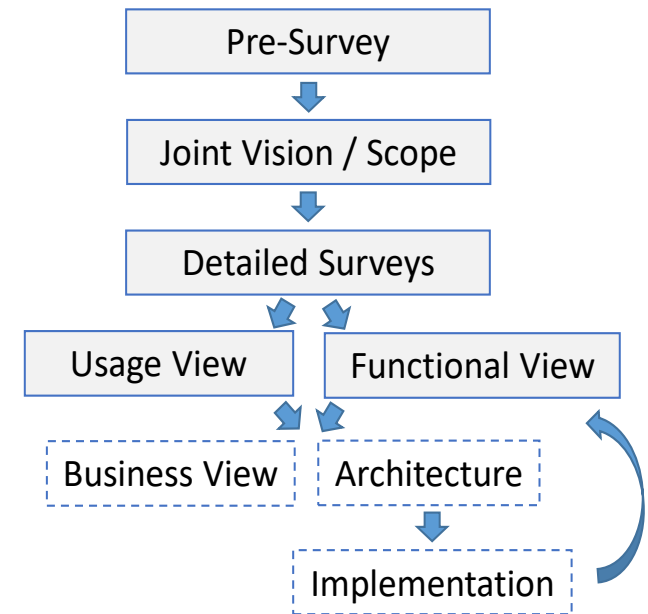 Pre-Survey
Joint Vision / Scope
Detailed Surveys
Usage View
Functional View
Business View
Architecture
Implementation